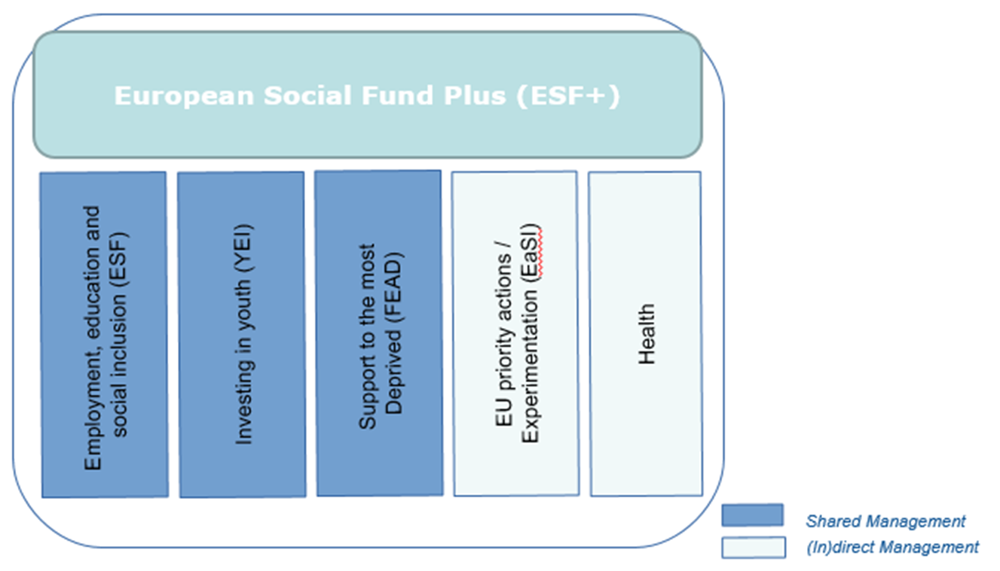 European Social Fund Plus (ESF+)
Employment, education and
social inclusion (ESF)
Investing in youth (YEI)
Support to the most
Deprived (FEAD)
EU priority actions /
Experimentation (EaSI)
Health
Shared Management
(In)direct Management